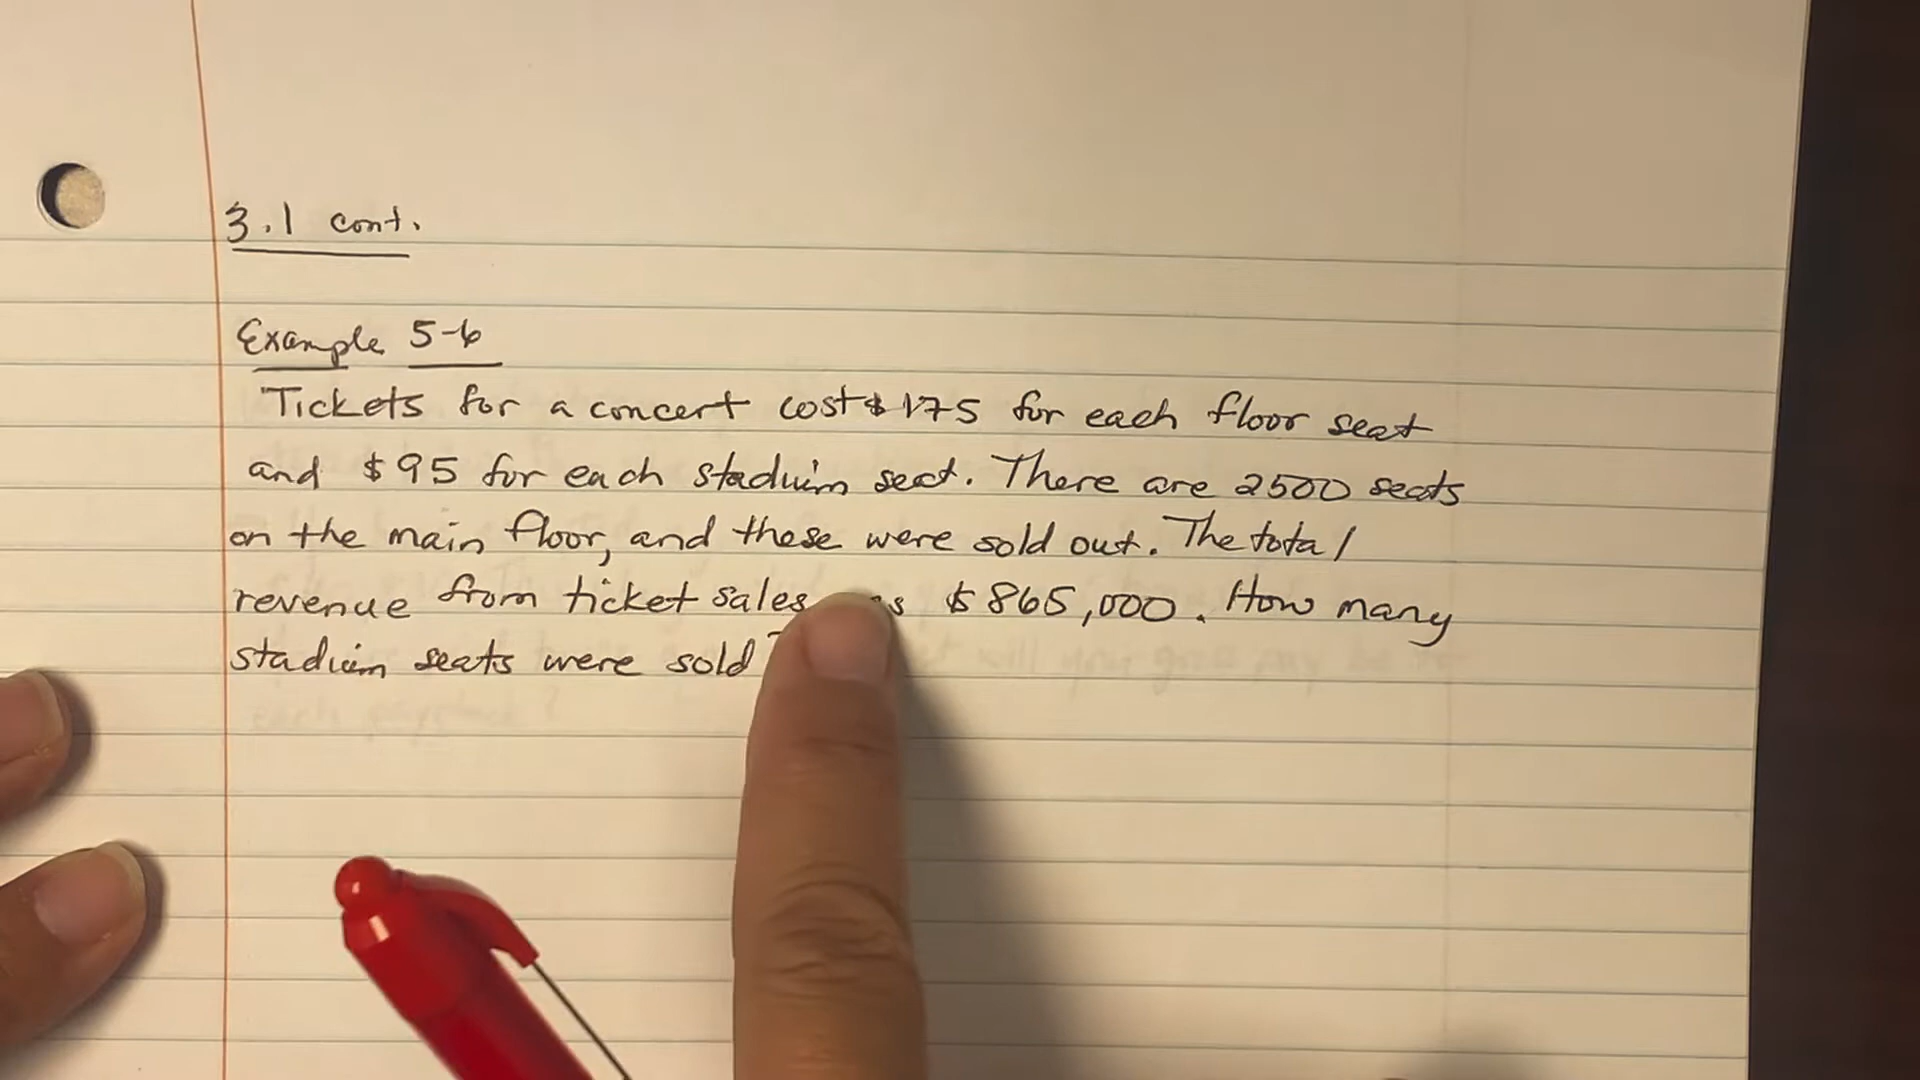 3.1 cont.
Example 5-6
Tickets for a concert cost $175 for each floor seat
and $95 for each stadium seat. There are 2500 seats
on the main floor, and these were sold out. The total
revenue from ticket sales $865,000. How many
stadium seats were sold